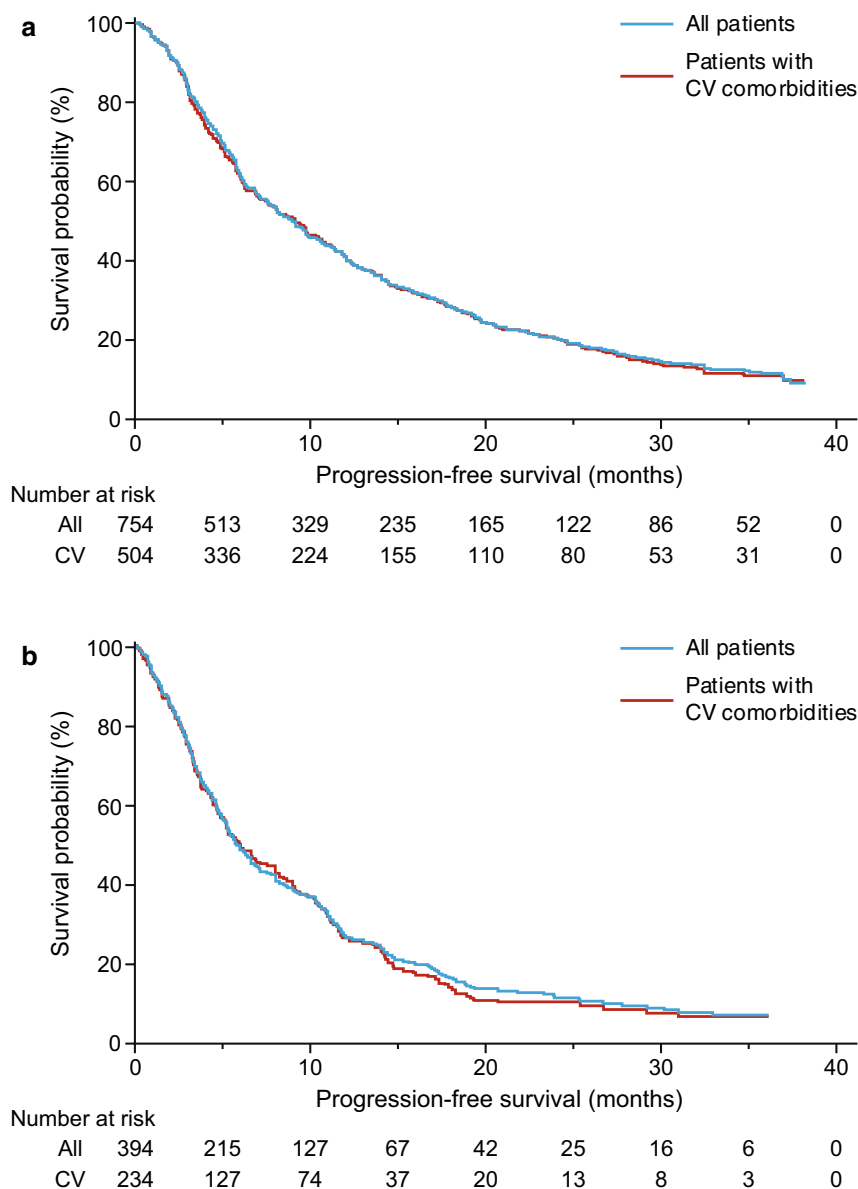 a
All patients
Patients with
CV comorbidities
Survival probability (%)
100
80
60
40
20
0
0 10 20 30 40
Progression-free survival (months)
Number at risk
All 754 513 329 235 165 122 86 52 0
CV 504 336 224 155 110 80 53 31 0
b
All patients
Patients with
CV comorbidities
Survival probability (%)
100
80
60
40
20
0
0 10 20 30 40
Progression-free survival (months)
Number at risk
All 394 215 127 67 42 25 16 6 0
CV 234 127 74 37 20 13 8 3 0